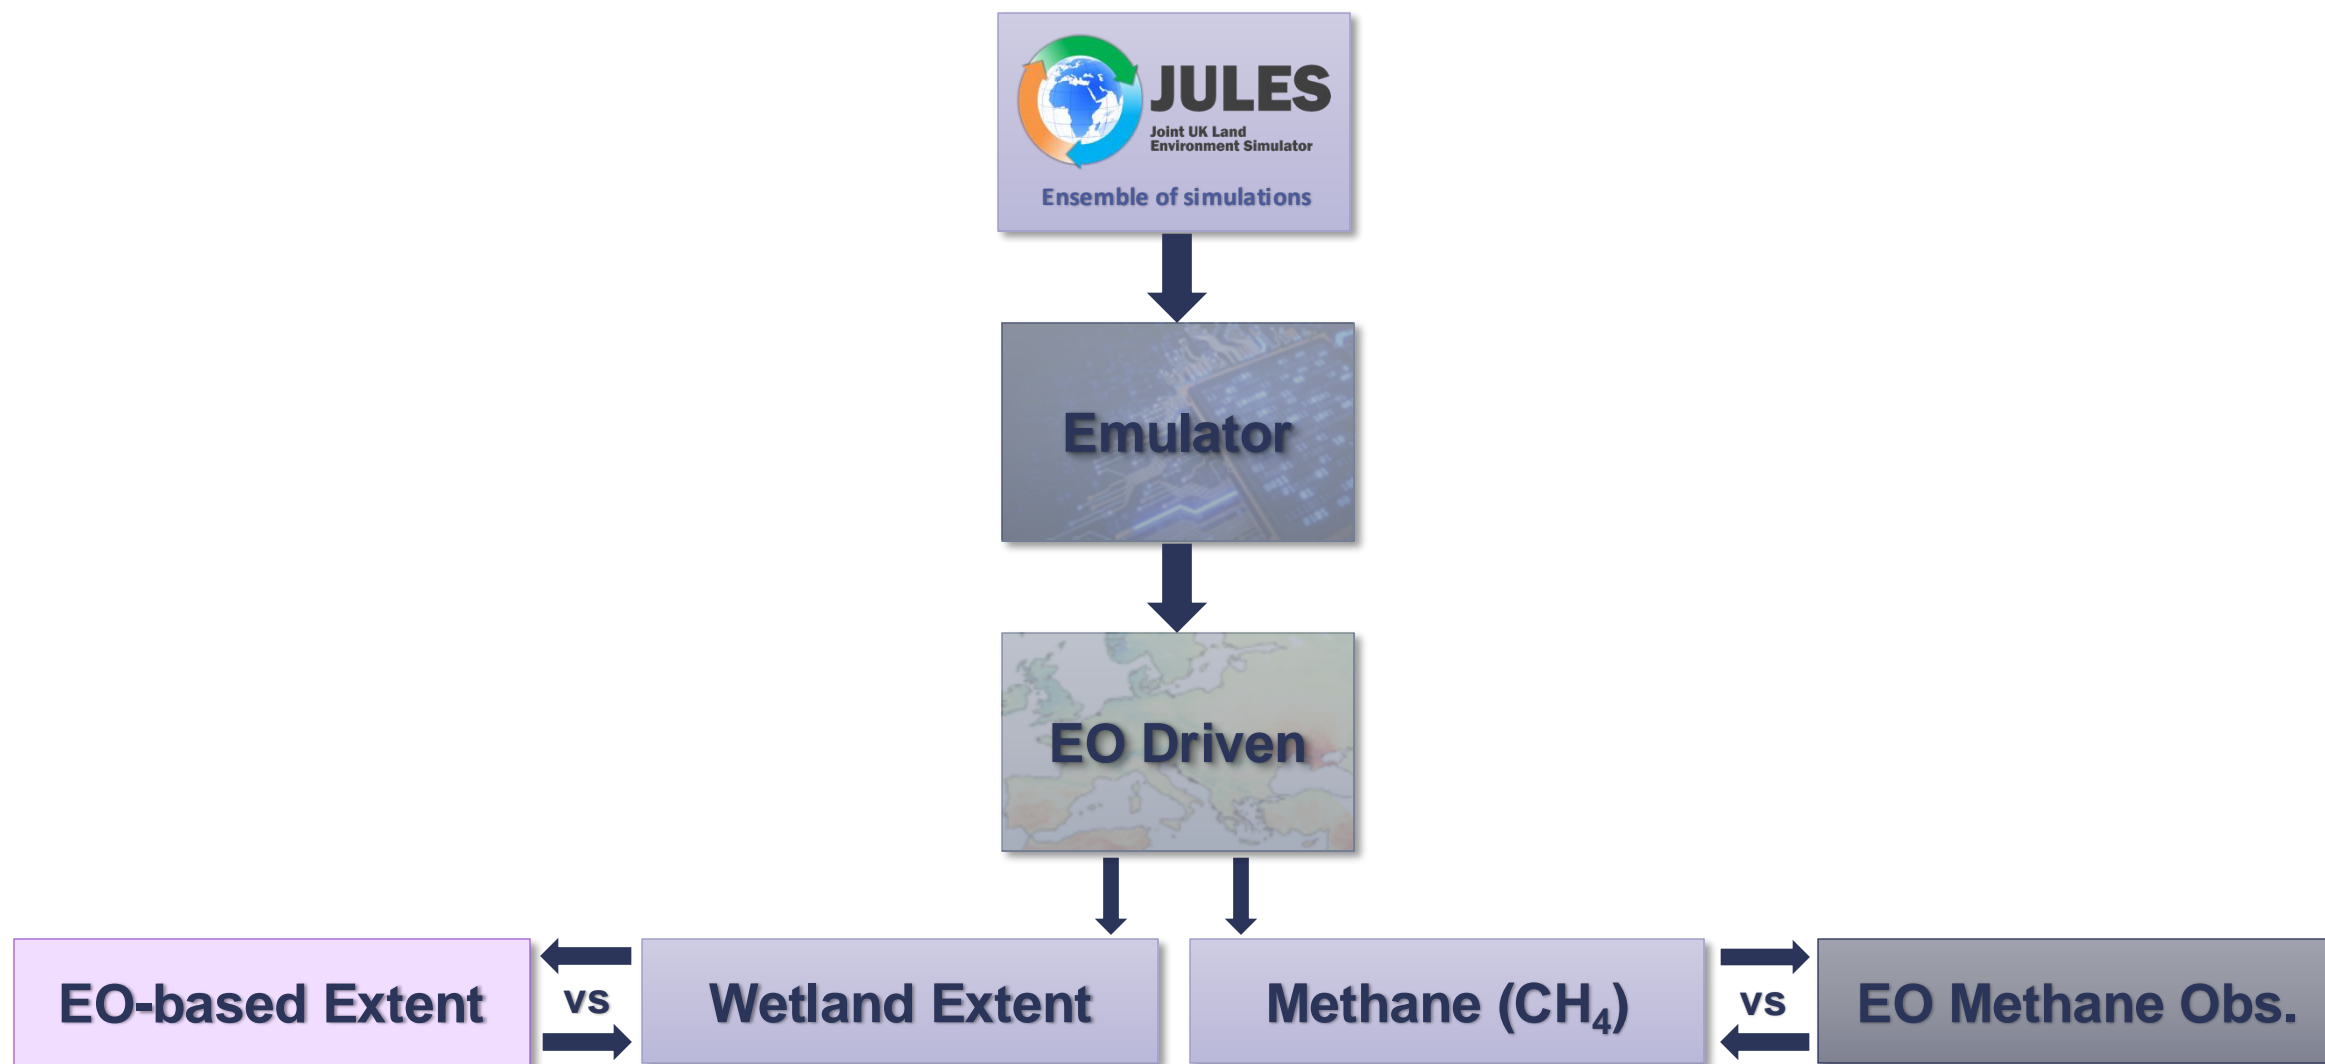 JULES
Joint UK Land
Environment Simulator
Ensemble of simulations
Emulator
EO Driven
EO-based Extent
vs
Wetland Extent
Methane (CH₄)
vs
EO Methane Obs.